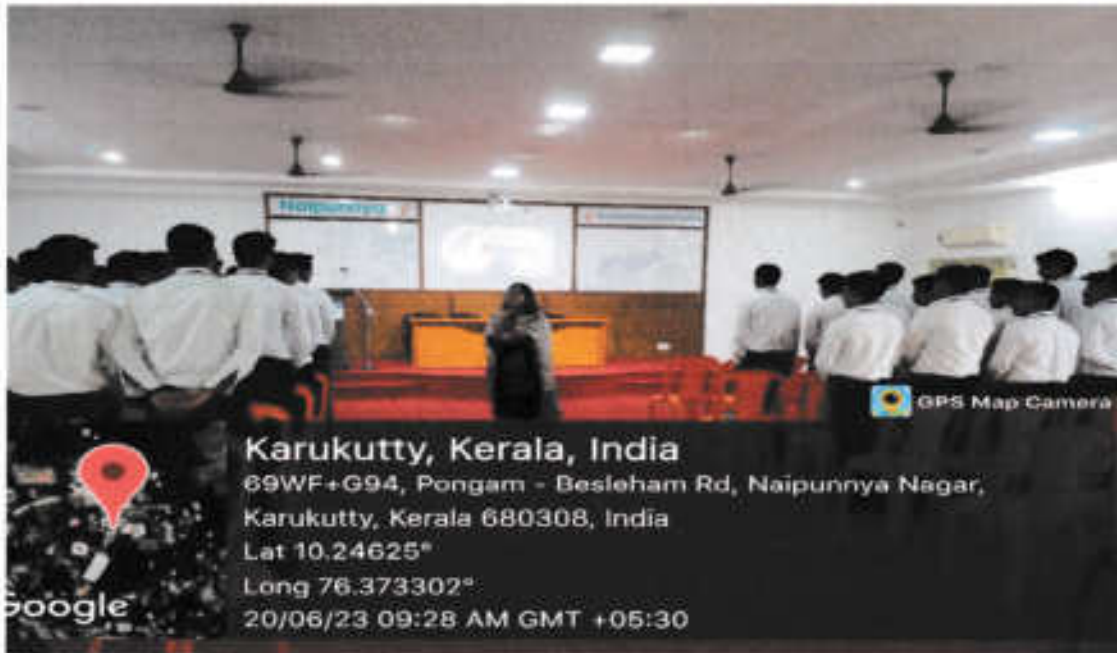 Naipunnya
GPS Map Camera
Karukutty, Kerala, India
69WF+G94, Pongam - Besleham Rd, Naipunnya Nagar,
Karukutty, Kerala 680308, India
Lat 10.24625°
Long 76.373302°
20/06/23 09:28 AM GMT +05:30
Google